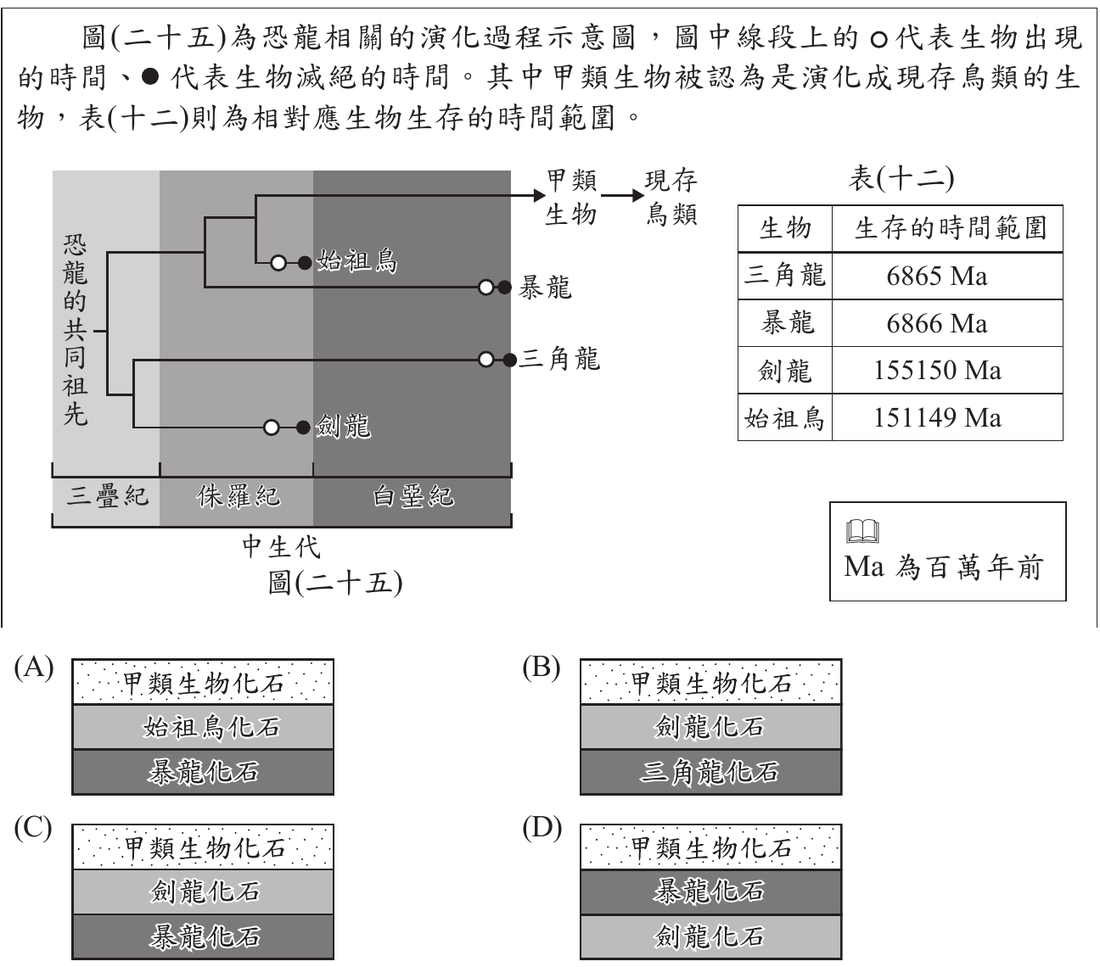 圖(二十五)為恐龍相關的演化過程示意圖，圖中線段上的 ○ 代表生物出現
的時間、● 代表生物滅絕的時間。其中甲類生物被認為是演化成現存鳥類的生
物，表(十二)則為相對應生物生存的時間範圍。
恐龍的共同祖先
甲類
生物
現存
鳥類
始祖鳥
暴龍
三角龍
劍龍
三疊紀 侏羅紀 白堊紀
中生代
圖(二十五)
表(十二)
生物 生存的時間範圍
三角龍 6865 Ma
暴龍 6866 Ma
劍龍 155150 Ma
始祖鳥 151149 Ma
Ma 為百萬年前
(A)
甲類生物化石
始祖鳥化石
暴龍化石
(B)
甲類生物化石
劍龍化石
三角龍化石
(C)
甲類生物化石
劍龍化石
暴龍化石
(D)
甲類生物化石
暴龍化石
劍龍化石